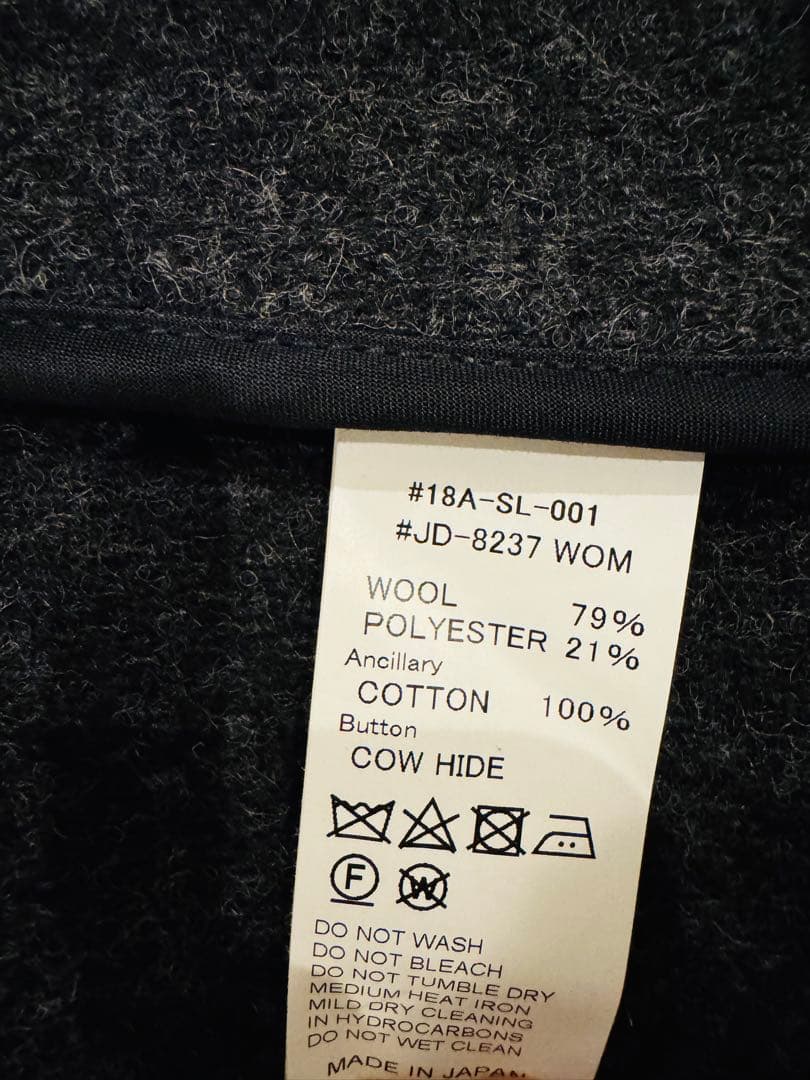 #18A-SL-001
#JD-8237 WOM
WOOL 79%
POLYESTER 21%
Ancillary
COTTON 100%
Button
COW HIDE
F W
DO NOT WASH
DO NOT BLEACH
DO NOT TUMBLE DRY
MEDIUM HEAT IRON
MILD DRY CLEANING
IN HYDROCARBONS
DO NOT WET CLEAN
MADE IN JAPAN